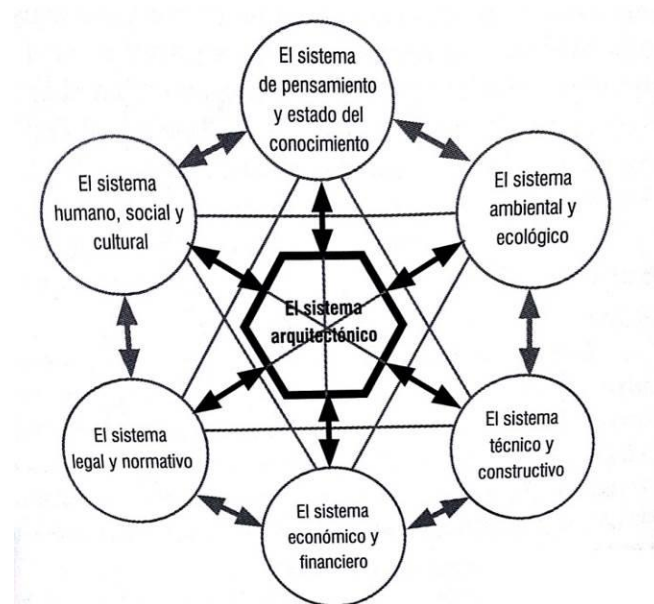 El sistema
de pensamiento
y estado del
conocimiento
El sistema
humano, social y
cultural
El sistema
ambiental y
ecológico
El sistema
arquitectónico
El sistema
legal y normativo
El sistema
técnico y
constructivo
El sistema
económico y
financiero